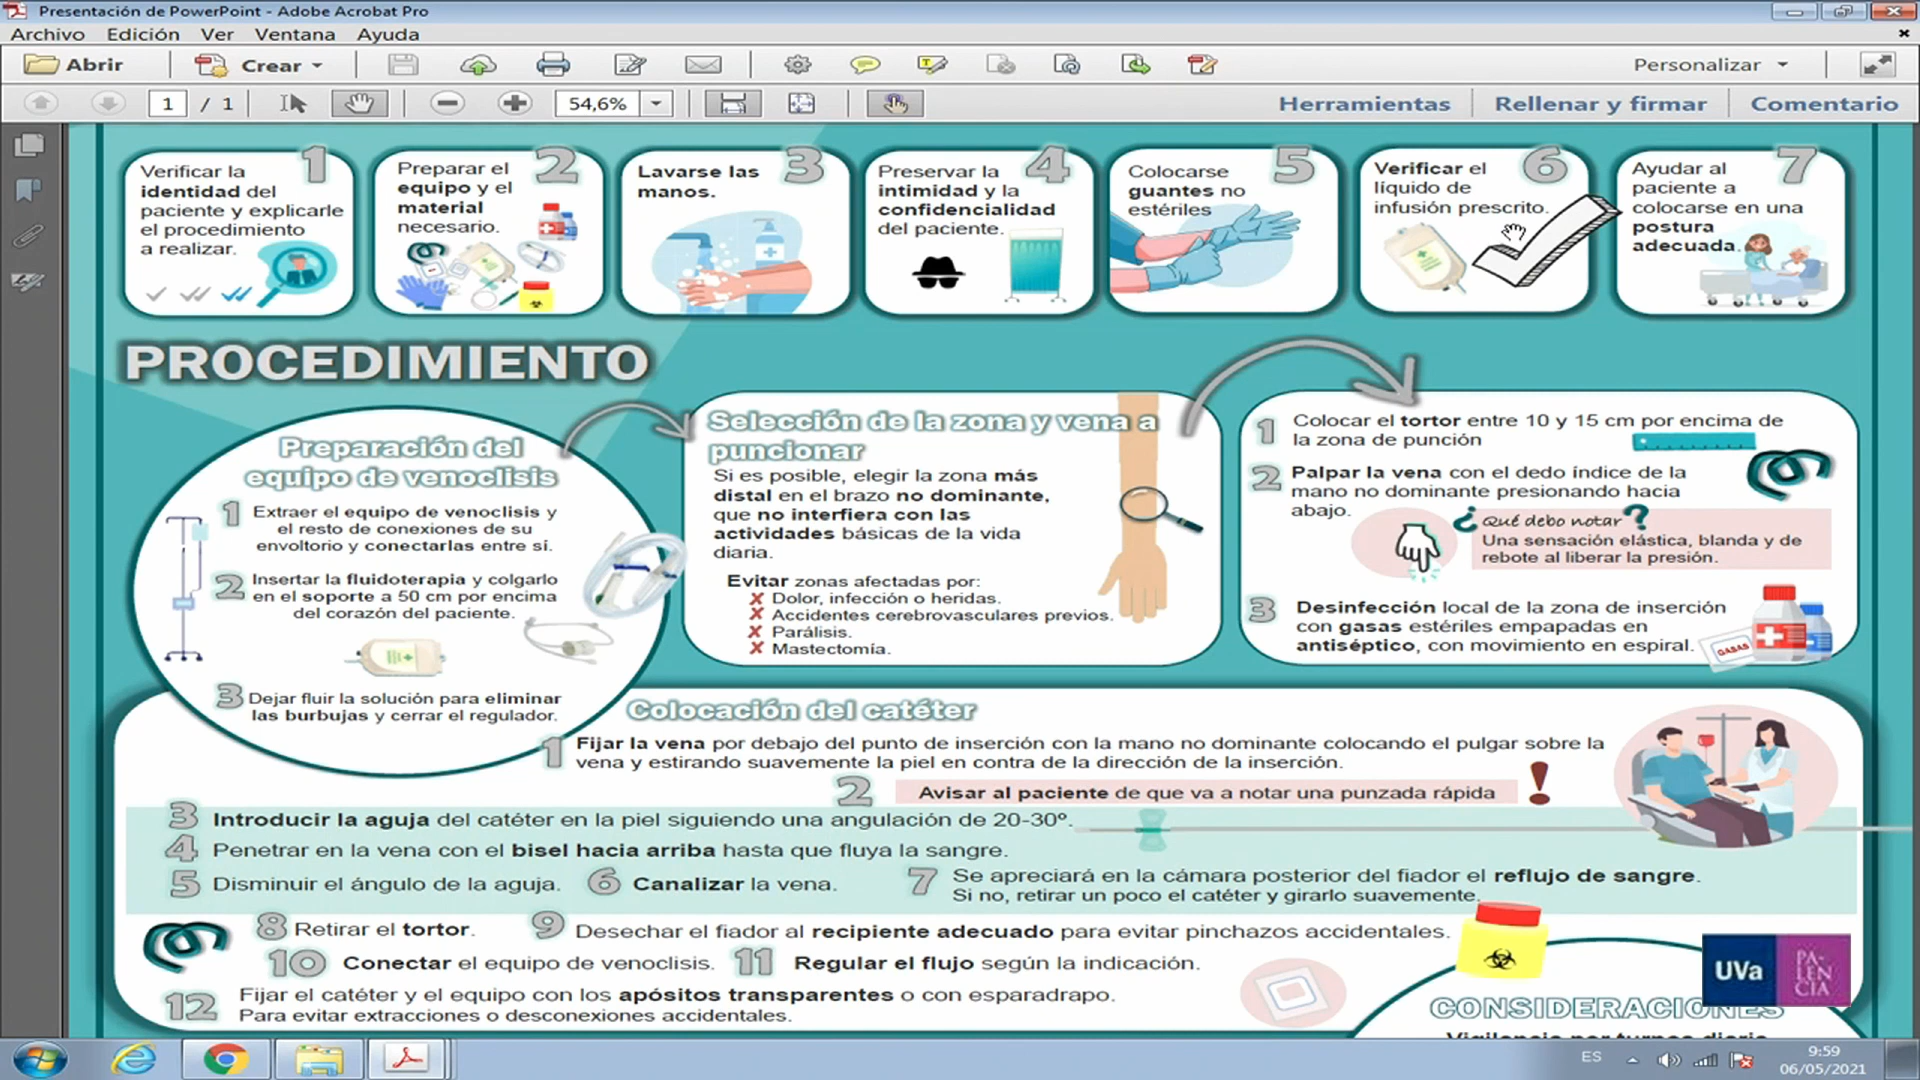 Presentación de PowerPoint - Adobe Acrobat Pro
Archivo Edición Ver Ventana Ayuda
Abrir Crear Personalizar
1 / 1 54,6% Herramientas Rellenar y firmar Comentario
1
Verificar la
identidad del
paciente y explicarle
el procedimiento
a realizar.
2
Preparar el
equipo y el
material
necesario.
3
Lavarse las
manos.
4
Preservar la
intimidad y la
confidencialidad
del paciente.
5
Colocarse
guantes no
estériles
6
Verificar el
líquido de
infusión prescrito.
7
Ayudar al
paciente a
colocarse en una
postura
adecuada.
PROCEDIMIENTO
Preparación del
equipo de venoclisis
1 Extraer el equipo de venoclisis y
el resto de conexiones de su
envoltorio y conectarlas entre sí.
2 Insertar la fluidoterapia y colgarlo
en el soporte a 50 cm por encima
del corazón del paciente.
3 Dejar fluir la solución para eliminar
las burbujas y cerrar el regulador.
Selección de la zona y vena a
puncionar
Si es posible, elegir la zona más
distal en el brazo no dominante,
que no interfiera con las
actividades básicas de la vida
diaria.
Evitar zonas afectadas por:
✗ Dolor, infección o heridas.
✗ Accidentes cerebrovasculares previos.
✗ Parálisis.
✗ Mastectomía.
1 Colocar el tortor entre 10 y 15 cm por encima de
la zona de punción
2 Palpar la vena con el dedo índice de la
mano no dominante presionando hacia
abajo.
¿Qué debo notar?
Una sensación elástica, blanda y de
rebote al liberar la presión.
3 Desinfección local de la zona de inserción
con gasas estériles empapadas en
antiséptico, con movimiento en espiral.
GASAS
Colocación del catéter
1 Fijar la vena por debajo del punto de inserción con la mano no dominante colocando el pulgar sobre la
vena y estirando suavemente la piel en contra de la dirección de la inserción.
2 Avisar al paciente de que va a notar una punzada rápida !
3 Introducir la aguja del catéter en la piel siguiendo una angulación de 20-30º.
4 Penetrar en la vena con el bisel hacia arriba hasta que fluya la sangre.
5 Disminuir el ángulo de la aguja. 6 Canalizar la vena. 7 Se apreciará en la cámara posterior del fiador el reflujo de sangre.
Si no, retirar un poco el catéter y girarlo suavemente.
8 Retirar el tortor. 9 Desechar el fiador al recipiente adecuado para evitar pinchazos accidentales.
10 Conectar el equipo de venoclisis. 11 Regular el flujo según la indicación.
12 Fijar el catéter y el equipo con los apósitos transparentes o con esparadrapo.
Para evitar extracciones o desconexiones accidentales.
UVa PA-
LEN
CIA
CONSIDERACIONES
Vigilancia por turnos diaria
ES 9:59
06/05/2021